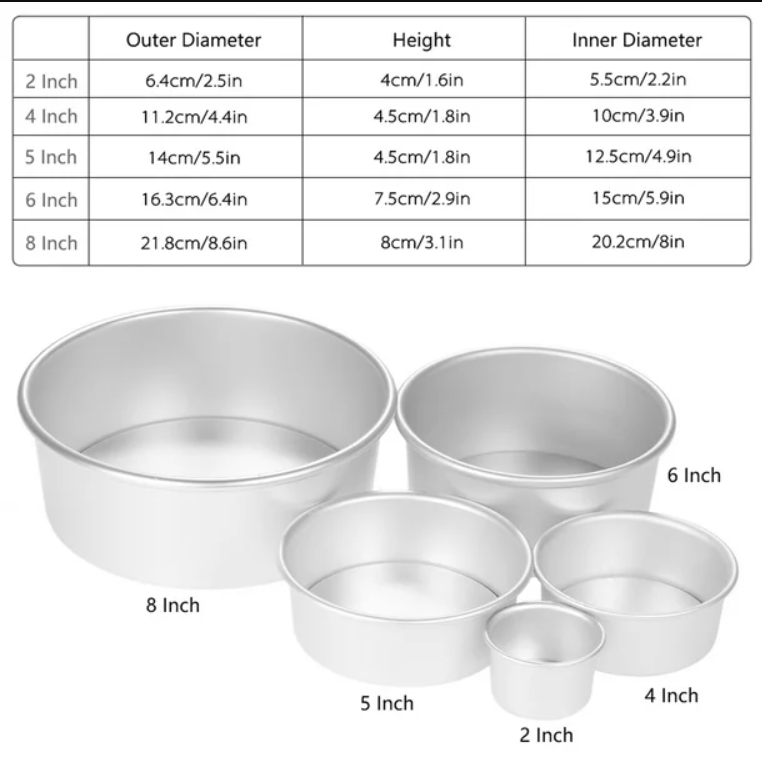 Outer Diameter Height Inner Diameter
2 Inch 6.4cm/2.5in 4cm/1.6in 5.5cm/2.2in
4 Inch 11.2cm/4.4in 4.5cm/1.8in 10cm/3.9in
5 Inch 14cm/5.5in 4.5cm/1.8in 12.5cm/4.9in
6 Inch 16.3cm/6.4in 7.5cm/2.9in 15cm/5.9in
8 Inch 21.8cm/8.6in 8cm/3.1in 20.2cm/8in
6 Inch
8 Inch
4 Inch
5 Inch
2 Inch